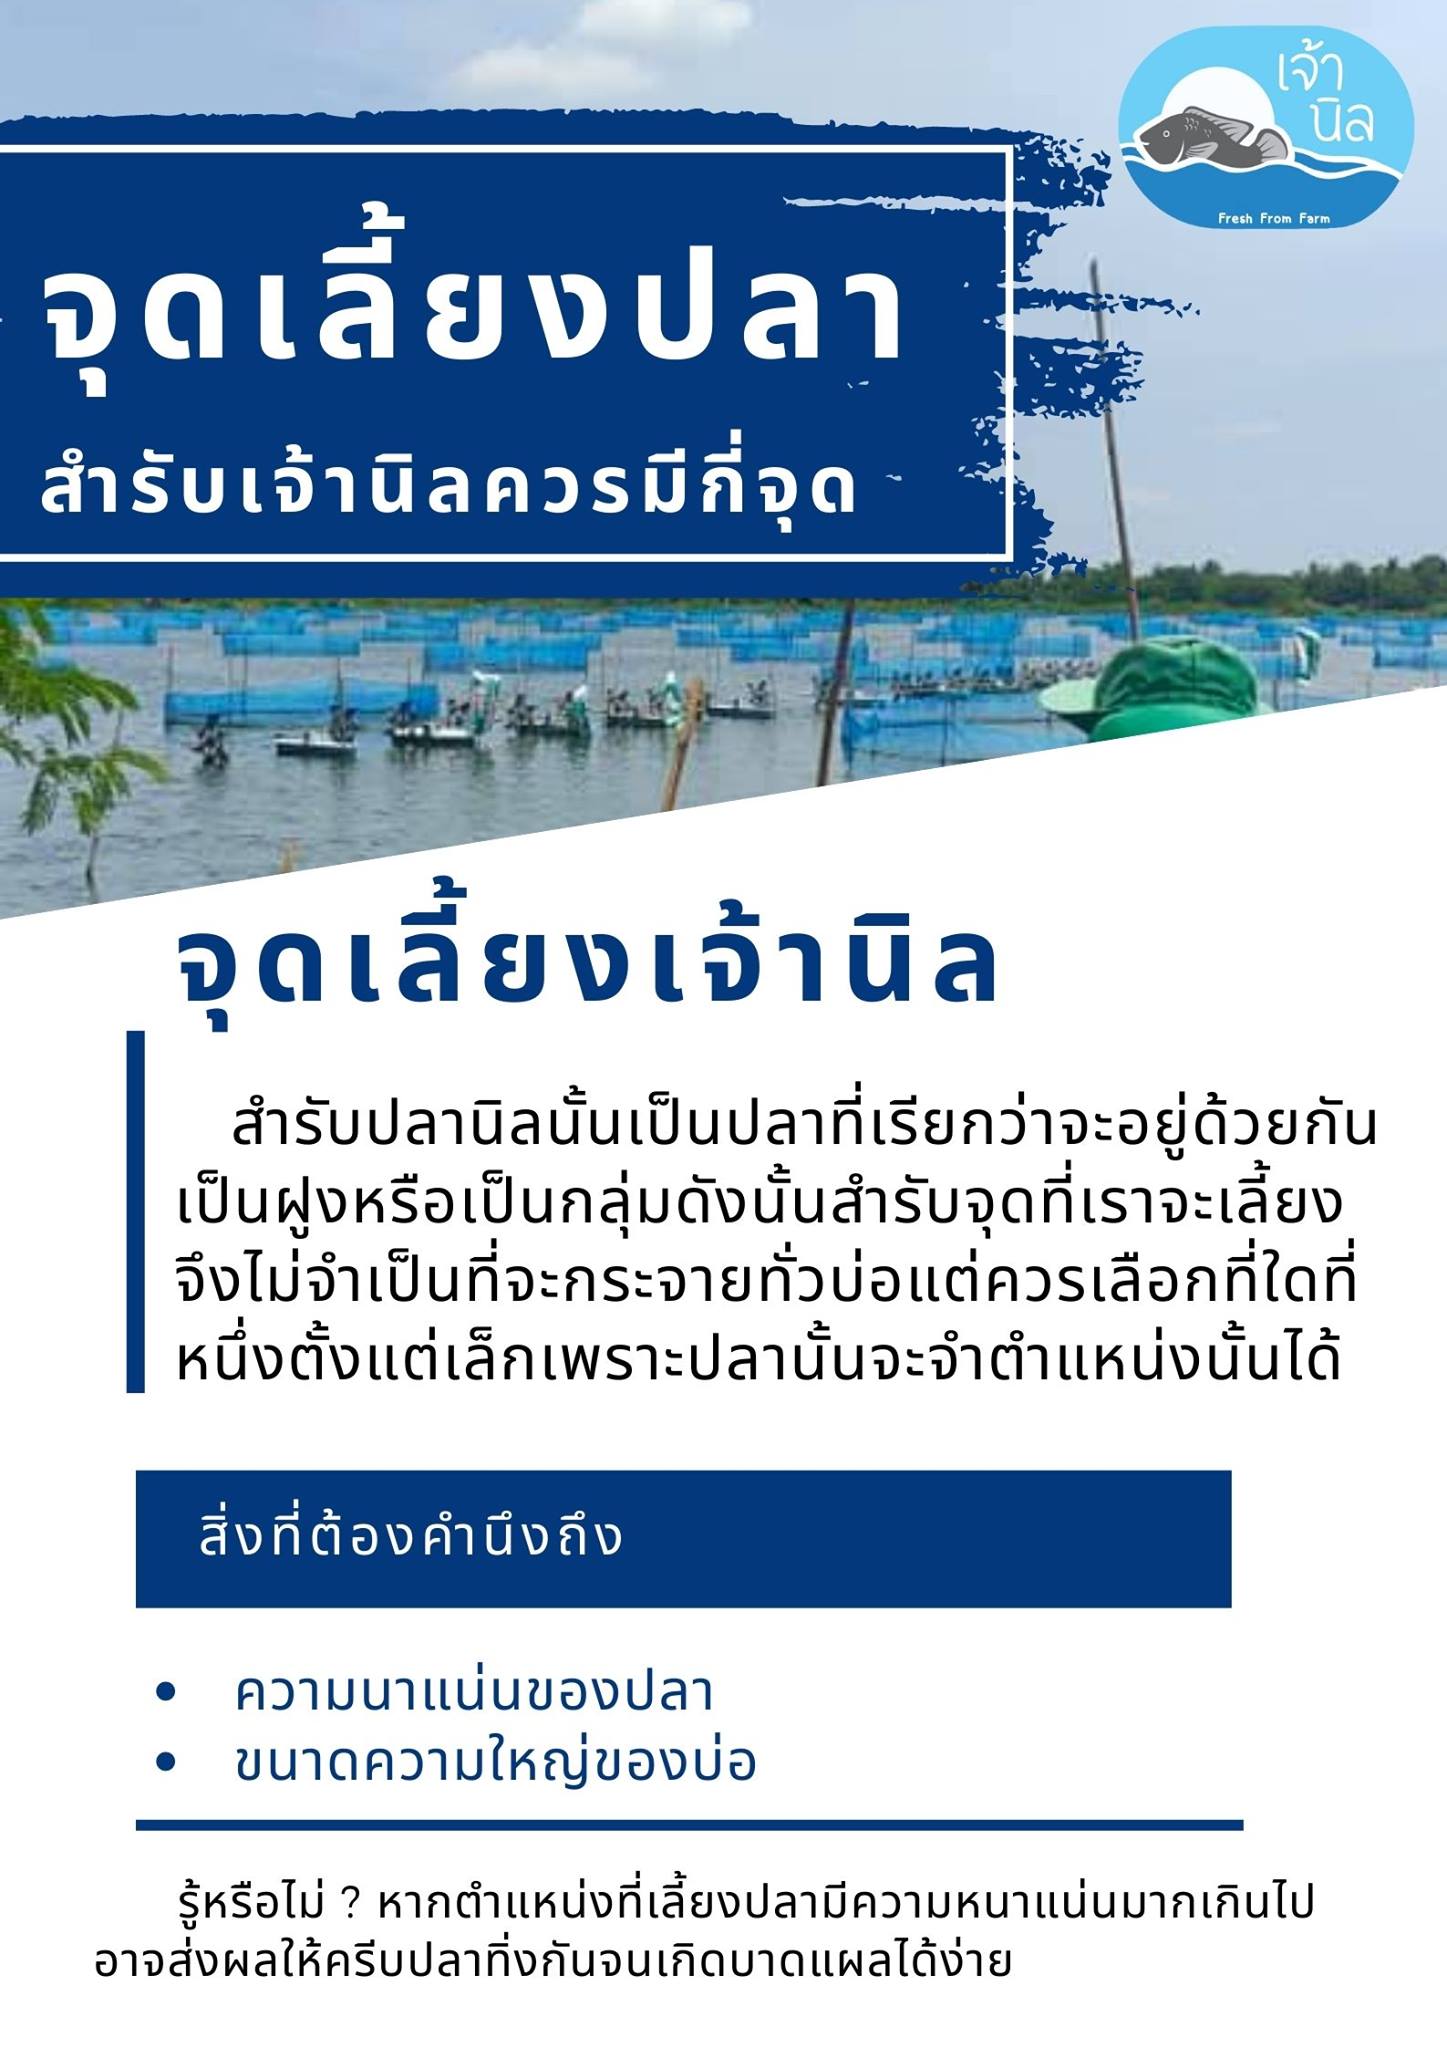 เจ้า
นิล
Fresh From Farm
จุดเลี้ยงปลา
สำรับเจ้านิลควรมีกี่จุด
จุดเลี้ยงเจ้านิล
สำรับปลานิลนั้นเป็นปลาที่เรียกว่าจะอยู่ด้วยกัน
เป็นฝูงหรือเป็นกลุ่มดังนั้นสำรับจุดที่เราจะเลี้ยง
จึงไม่จำเป็นที่จะกระจายทั่วบ่อแต่ควรเลือกที่ใดที่
หนึ่งตั้งแต่เล็กเพราะปลานั้นจะจำตำแหน่งนั้นได้
สิ่งที่ต้องคำนึงถึง
• ความนาแน่นของปลา
• ขนาดความใหญ่ของบ่อ
รู้หรือไม่ ? หากตำแหน่งที่เลี้ยงปลามีความหนาแน่นมากเกินไป
อาจส่งผลให้ครีบปลาทิ่งกันจนเกิดบาดแผลได้ง่าย